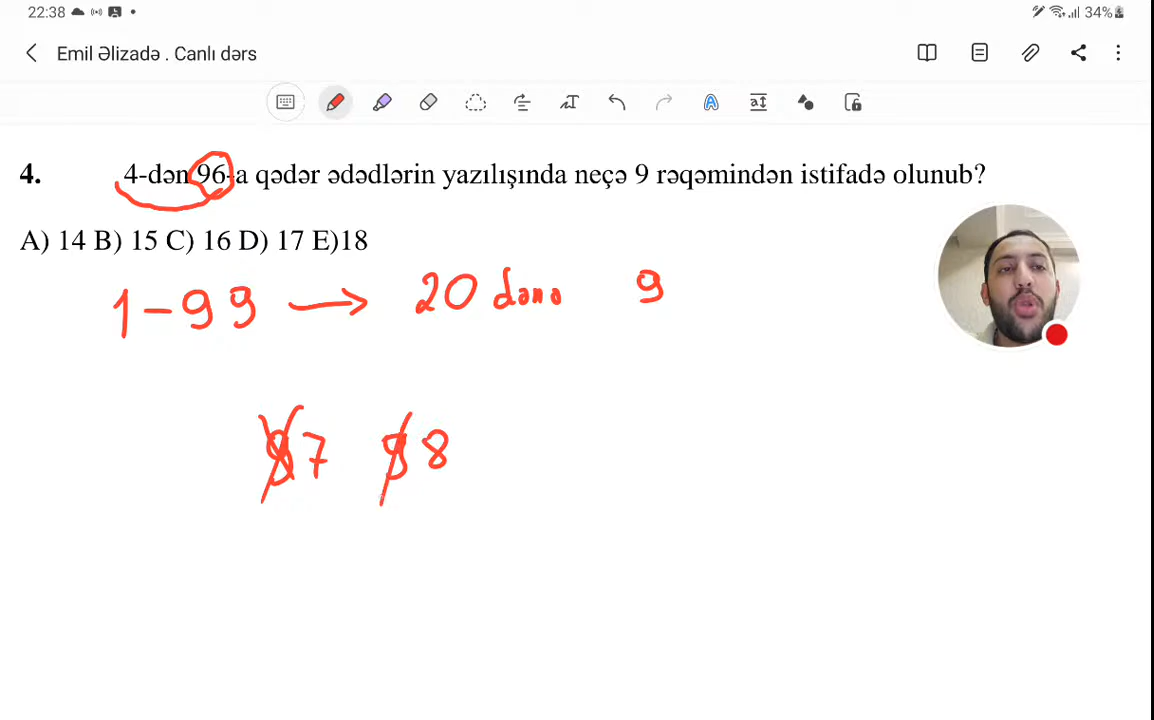 22:38 34%
Emil Əlizadə . Canlı dərs
4. 4-dən 96-a qədər ədədlərin yazılışında neçə 9 rəqəmindən istifadə olunub?
A) 14 B) 15 C) 16 D) 17 E)18
1-99 → 20 dənə 9
97 98